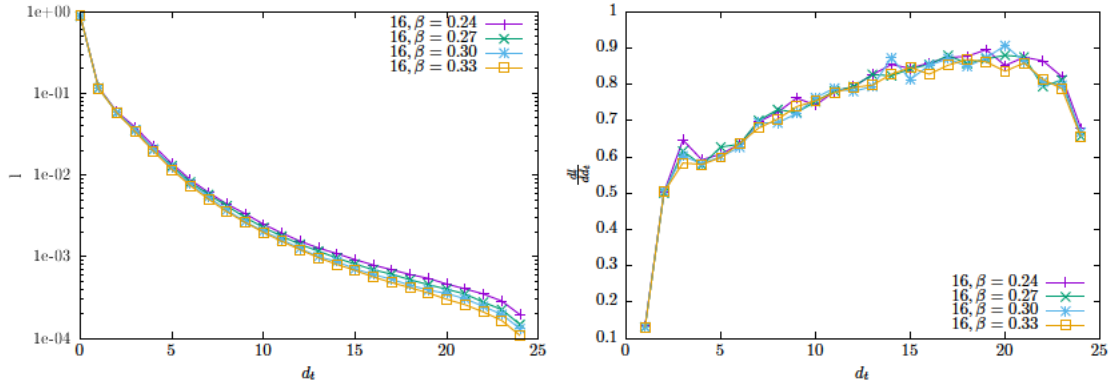 1e+00
1e-01
1e-02
1e-03
1e-04
l
0 5 10 15 20 25
d_t
16, β = 0.24
16, β = 0.27
16, β = 0.30
16, β = 0.33
1
0.9
0.8
0.7
0.6
0.5
0.4
0.3
0.2
0.1
dl/dd_t
0 5 10 15 20 25
d_t
16, β = 0.24
16, β = 0.27
16, β = 0.30
16, β = 0.33